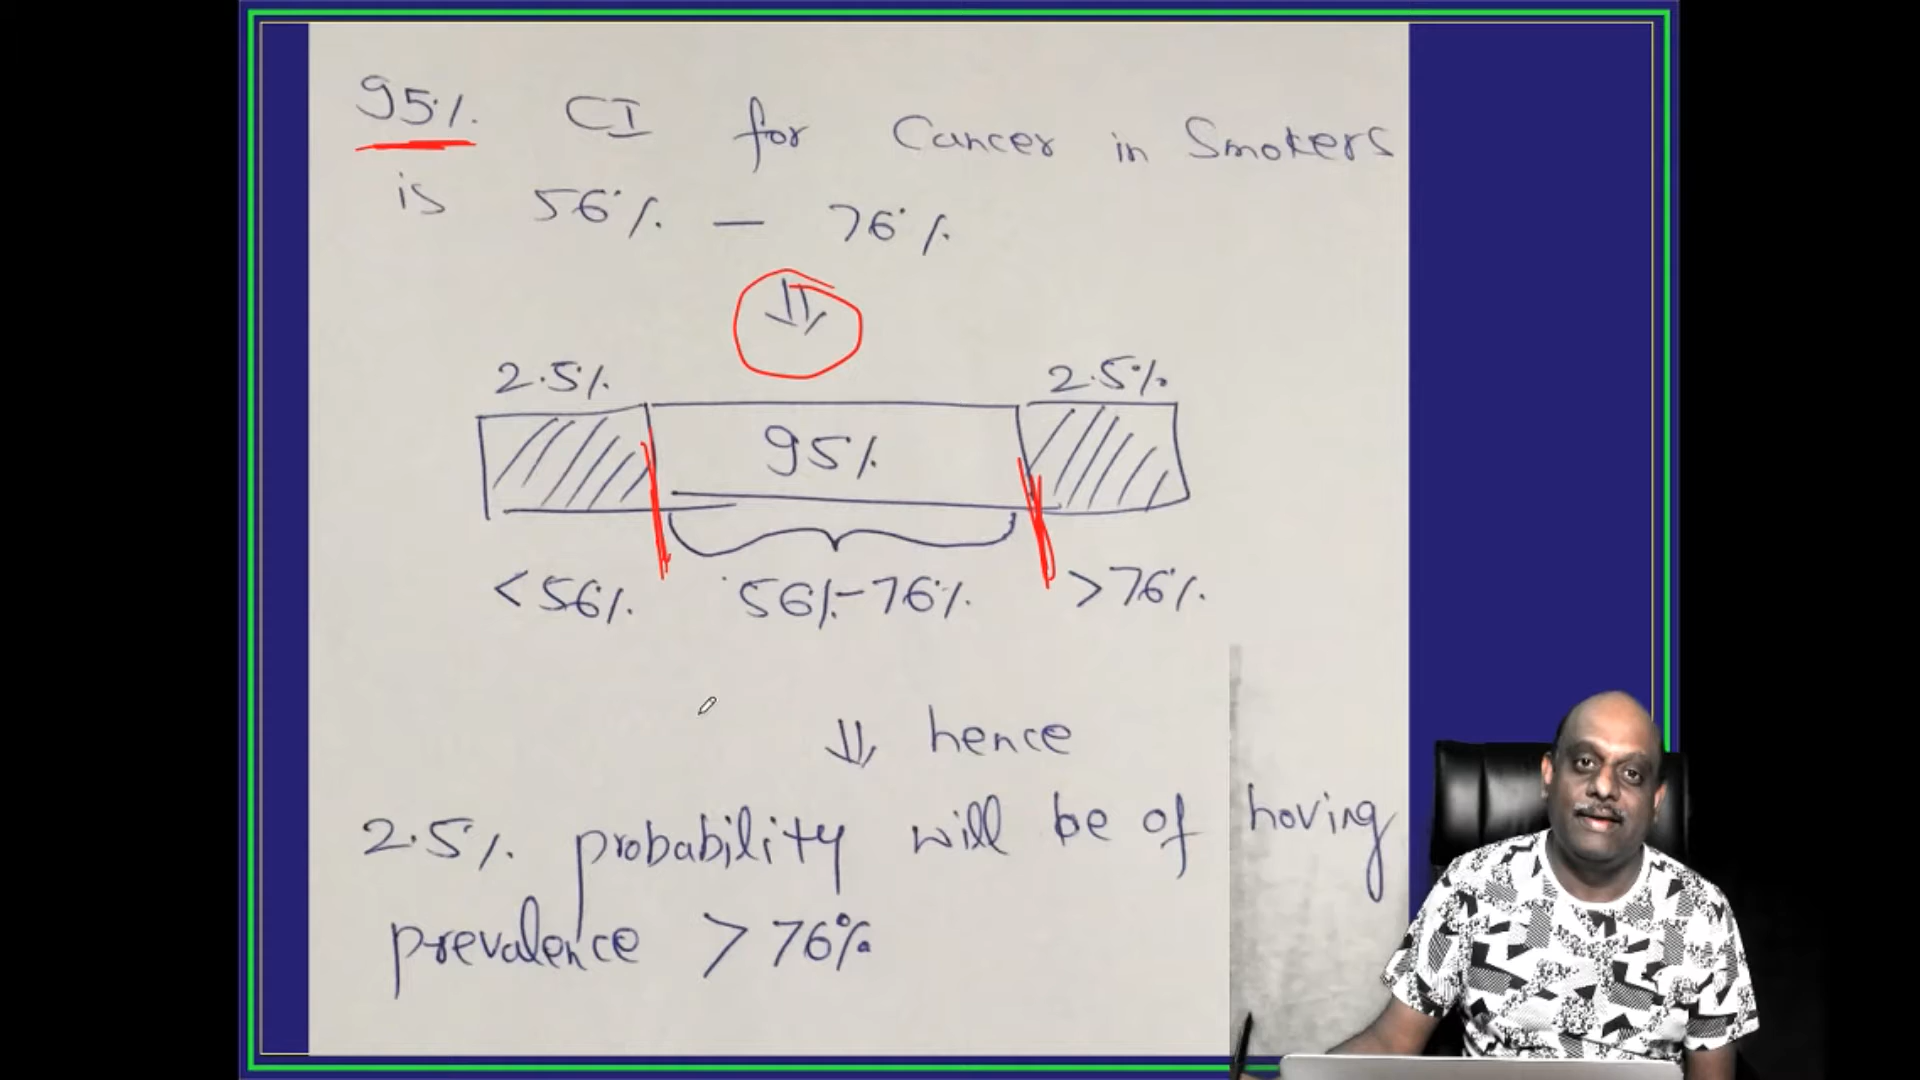 95% CI for Cancer in Smokers
is 56% – 76%
2.5% 2.5%
95%
<56% 56%-76% >76%
hence
2.5% probability will be of having
prevalence > 76%